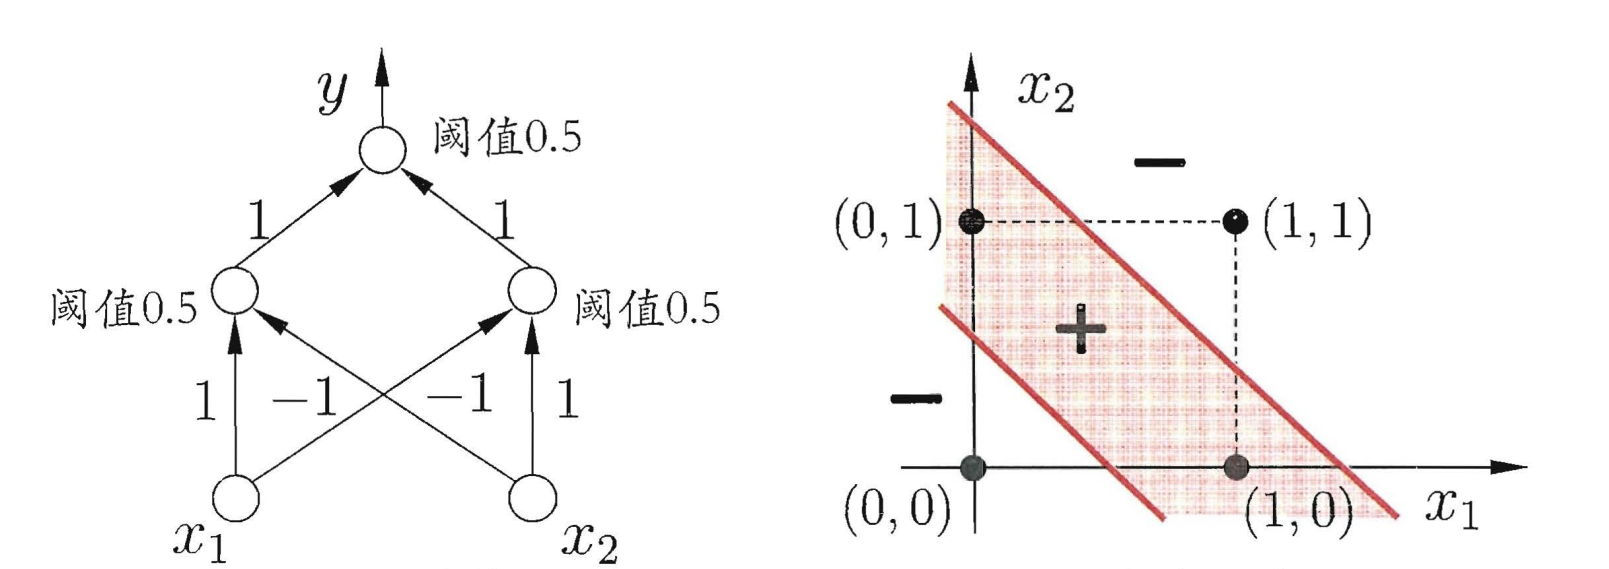 y
阈值0.5
1 1
阈值0.5 阈值0.5
1 −1 −1 1
x₁ x₂
x₂
−
(0, 1) (1, 1)
+
−
(0, 0) (1, 0) x₁